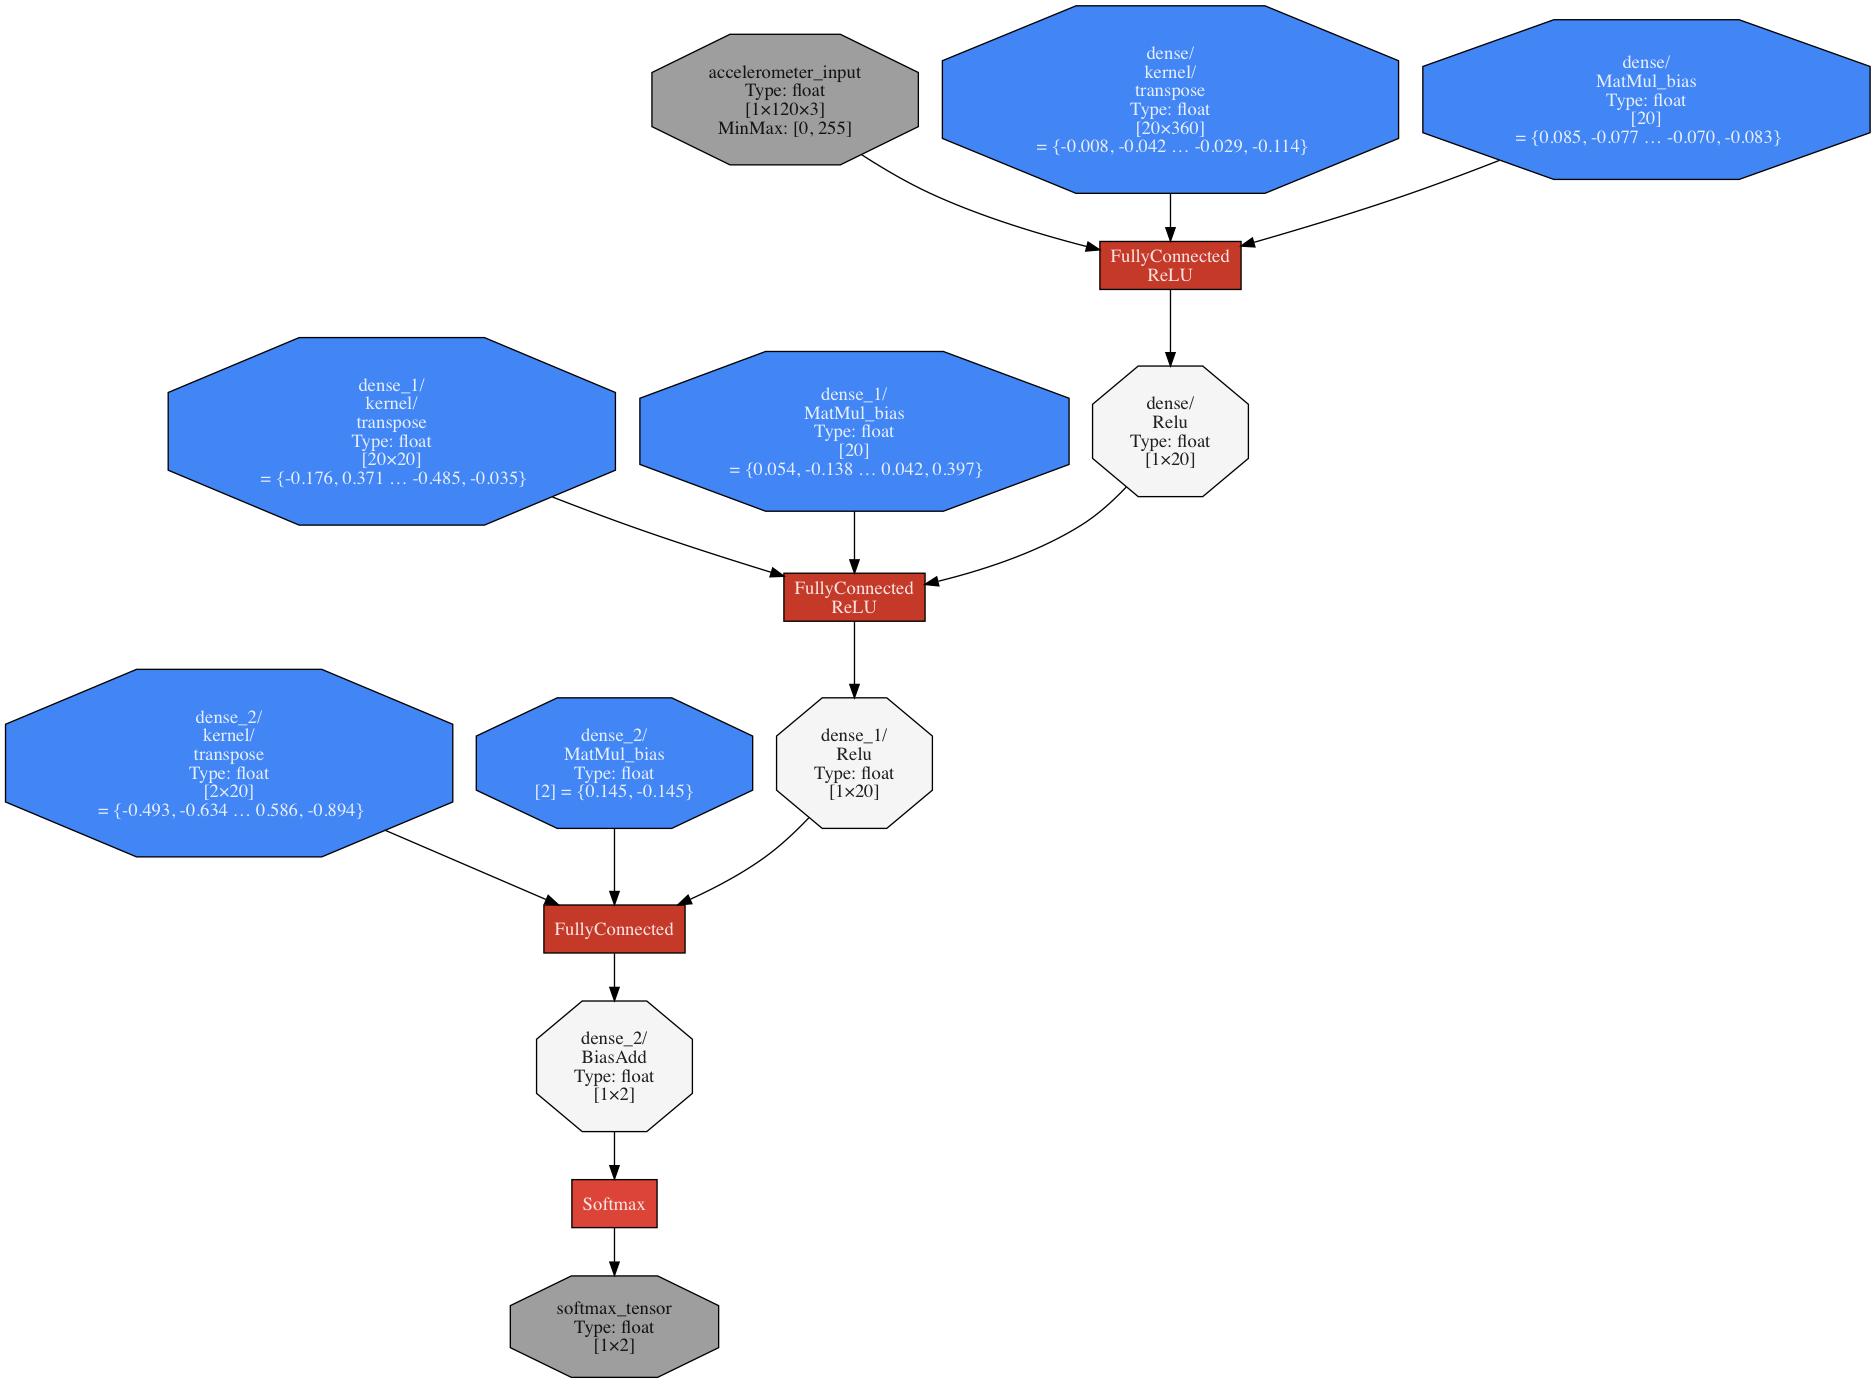 accelerometer_input
Type: float
[1×120×3]
MinMax: [0, 255]
dense/
kernel/
transpose
Type: float
[20×360]
= {-0.008, -0.042 … -0.029, -0.114}
dense/
MatMul_bias
Type: float
[20]
= {0.085, -0.077 … -0.070, -0.083}
FullyConnected
ReLU
dense_1/
kernel/
transpose
Type: float
[20×20]
= {-0.176, 0.371 … -0.485, -0.035}
dense_1/
MatMul_bias
Type: float
[20]
= {0.054, -0.138 … 0.042, 0.397}
dense/
Relu
Type: float
[1×20]
FullyConnected
ReLU
dense_2/
kernel/
transpose
Type: float
[2×20]
= {-0.493, -0.634 … 0.586, -0.894}
dense_2/
MatMul_bias
Type: float
[2] = {0.145, -0.145}
dense_1/
Relu
Type: float
[1×20]
FullyConnected
dense_2/
BiasAdd
Type: float
[1×2]
Softmax
softmax_tensor
Type: float
[1×2]